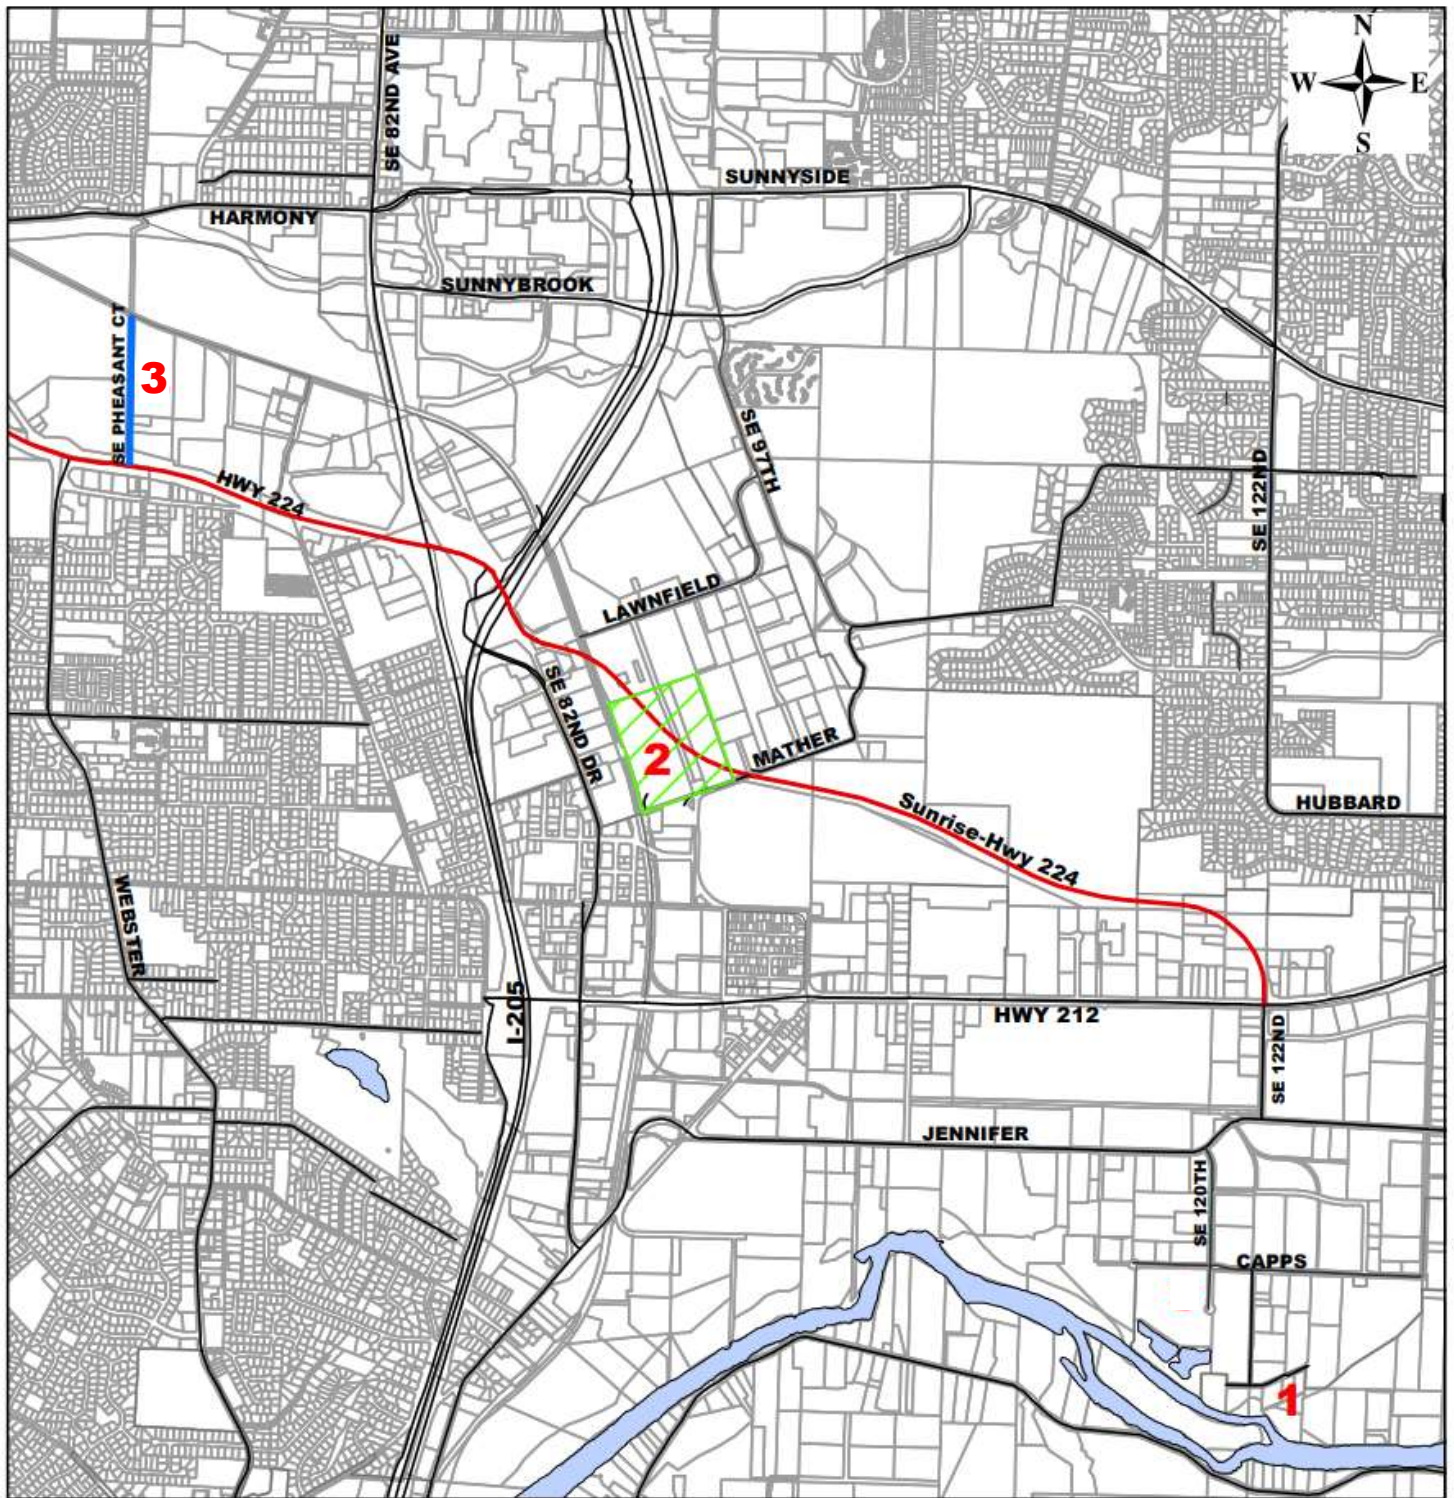 N
W E
S
SE 82ND AVE
SUNNYSIDE
HARMONY
SUNNYBROOK
SE PHEASANT CT
3
SE 97TH
HWY 224
SE 122ND
LAWNFIELD
SE 82ND DR
2
MATHER
Sunrise-Hwy 224
HUBBARD
WEBSTER
I-205
HWY 212
SE 122ND
JENNIFER
SE 120TH
CAPPS
1